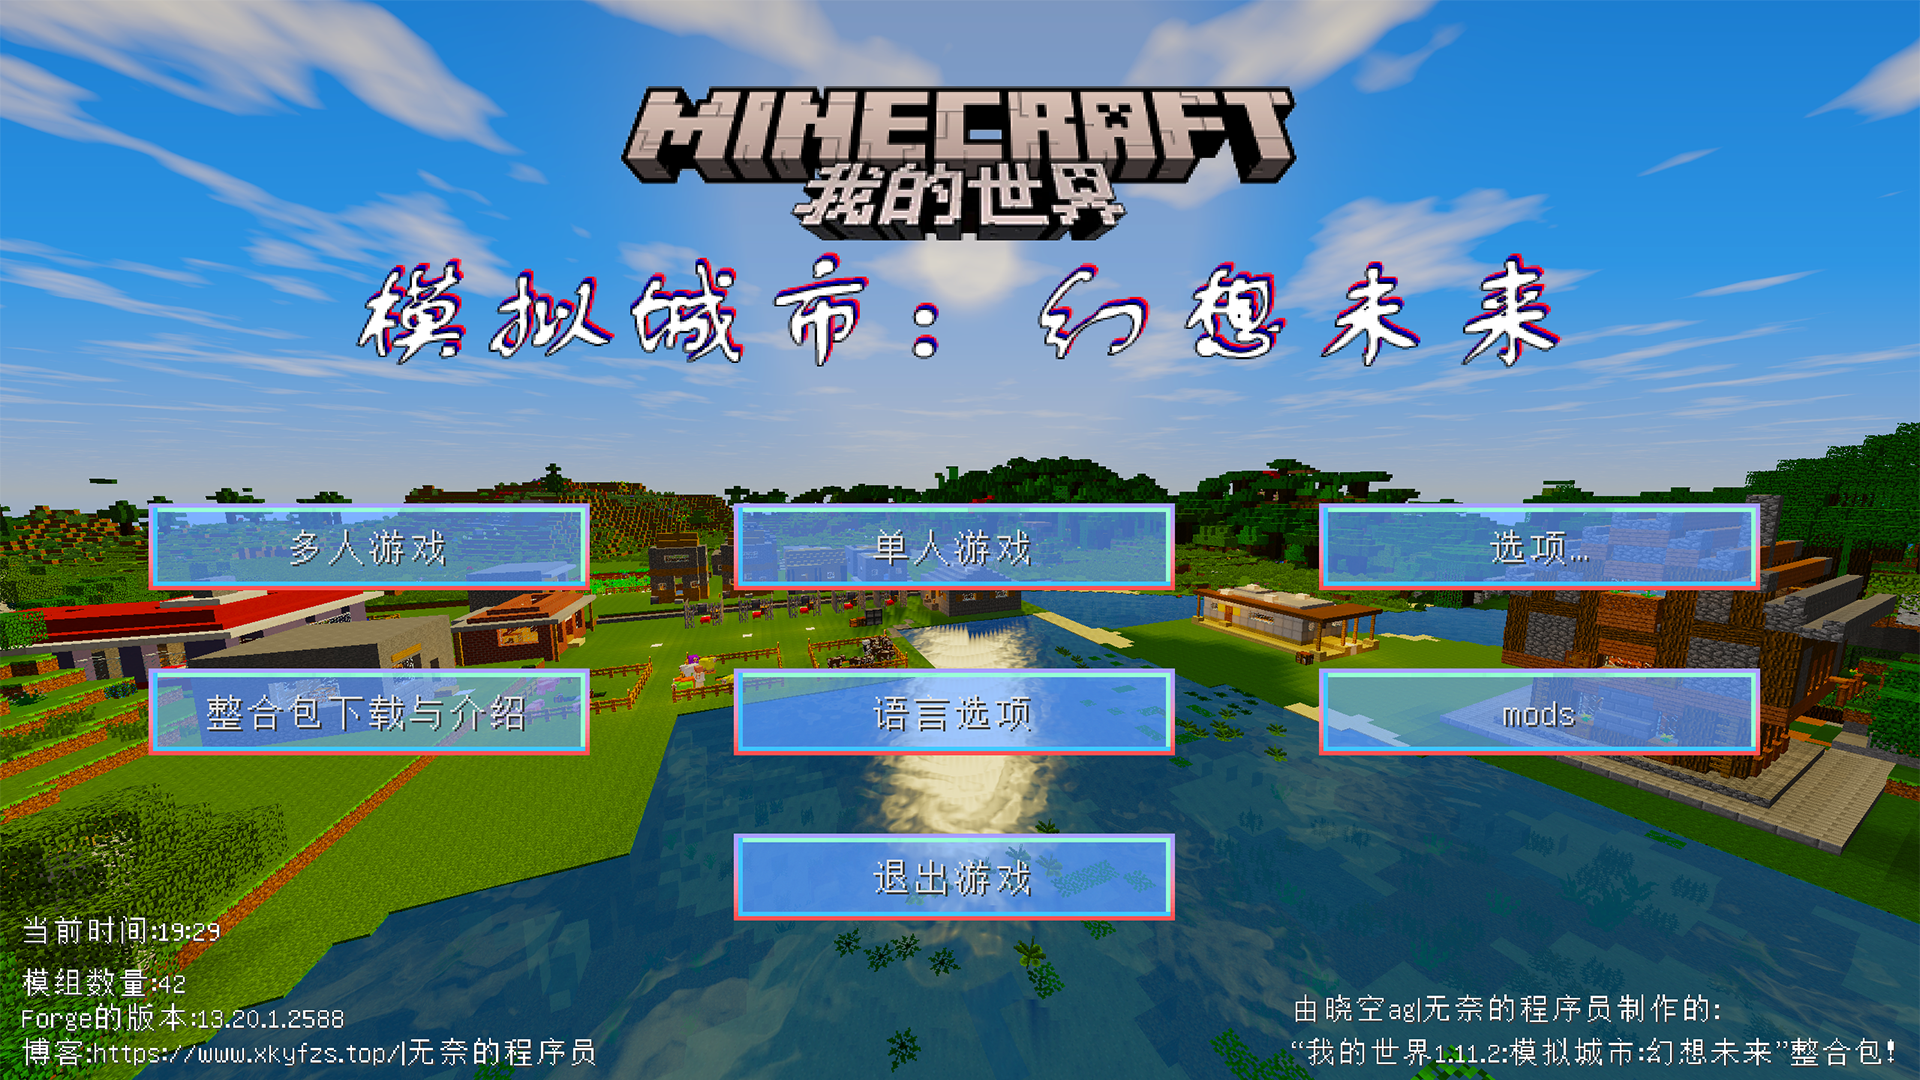 MINECRAFT
我的世界
模拟城市：幻想未来
多人游戏
单人游戏
选项...
整合包下载与介绍
语言选项
mods
退出游戏
当前时间:19:29
模组数量:42
Forge的版本:13.20.1.2588
博客:https://www.xkyfzs.top/|无奈的程序员
由晓空ag|无奈的程序员制作的:
“我的世界1.11.2:模拟城市:幻想未来”整合包!